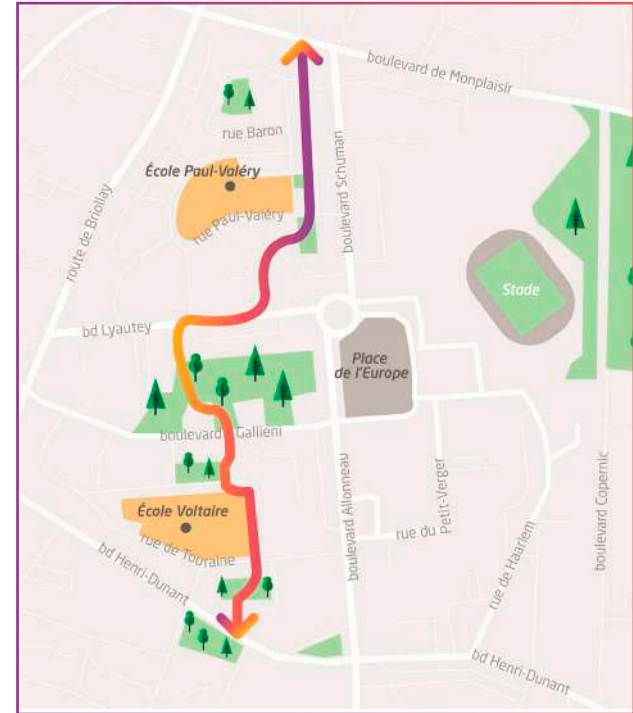 boulevard de Monplaisir
rue Baron
École Paul-Valéry
rue Paul-Valéry
route de Briollay
boulevard Schuman
Stade
bd Lyautey
Place
de l'Europe
boulevard Galliéni
École Voltaire
rue de Touraine
bd Henri-Dunant
boulevard Allonneau
rue du
Petit-Verger
rue de Haarlem
boulevard Copernic
bd Henri-Dunant